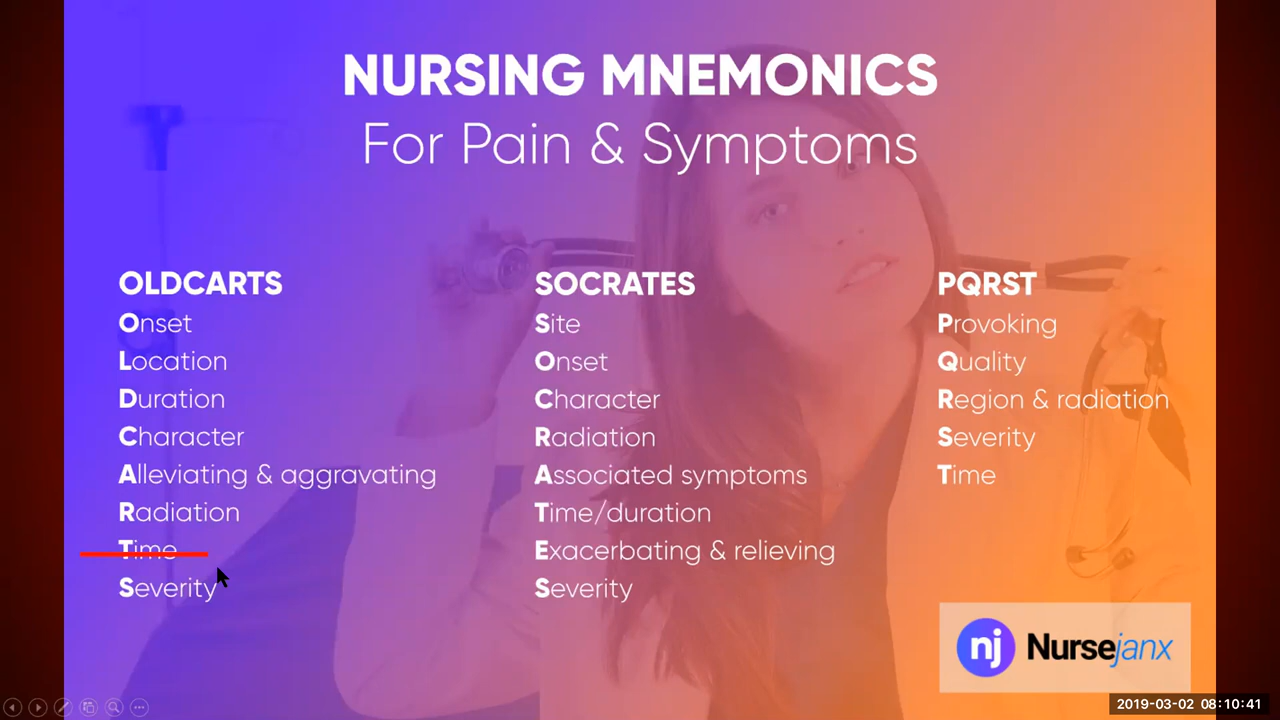 NURSING MNEMONICS
For Pain & Symptoms
OLDCARTS
Onset
Location
Duration
Character
Alleviating & aggravating
Radiation
Time
Severity
SOCRATES
Site
Onset
Character
Radiation
Associated symptoms
Time/duration
Exacerbating & relieving
Severity
PQRST
Provoking
Quality
Region & radiation
Severity
Time
nj Nursejanx
2019-03-02 08:10:41